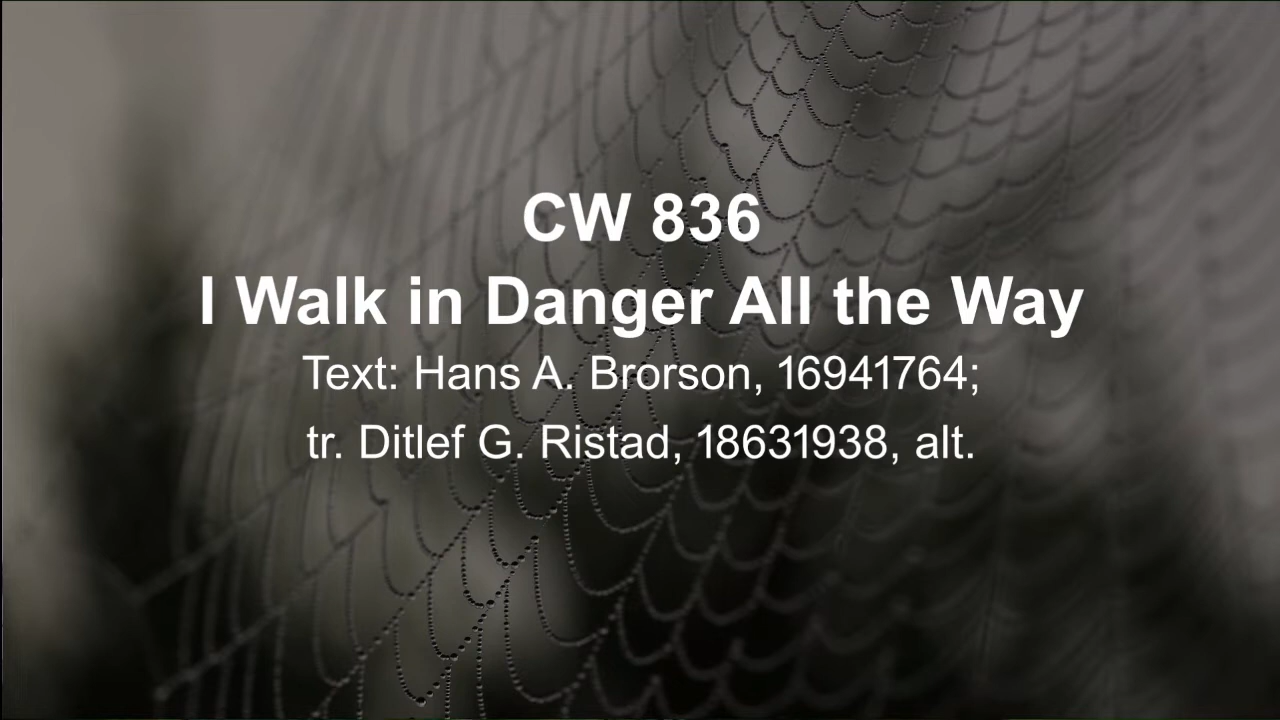 CW 836
I Walk in Danger All the Way
Text: Hans A. Brorson, 16941764;
tr. Ditlef G. Ristad, 18631938, alt.